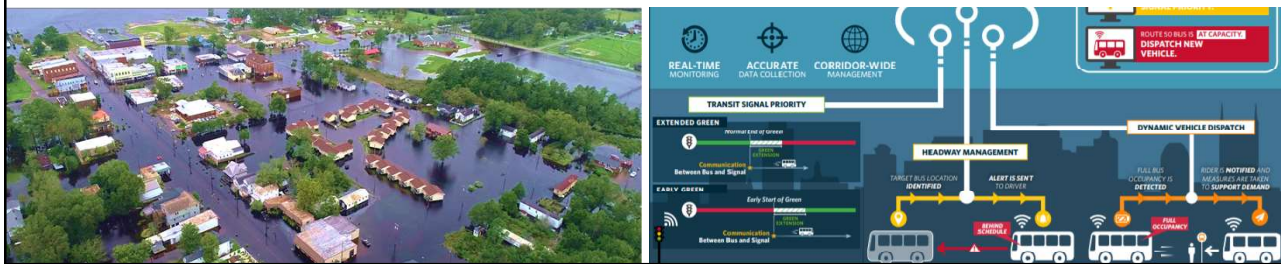 SIGNAL PRIORITY.
ROUTE 50 BUS IS AT CAPACITY.
DISPATCH NEW
VEHICLE.
REAL-TIME
MONITORING
ACCURATE
DATA COLLECTION
CORRIDOR-WIDE
MANAGEMENT
TRANSIT SIGNAL PRIORITY
EXTENDED GREEN
Normal End of Green
GREEN
EXTENSION
Communication
Between Bus and Signal
EARLY GREEN
Early Start of Green
GREEN
EXTENSION
Communication
Between Bus and Signal
HEADWAY MANAGEMENT
TARGET BUS LOCATION
IDENTIFIED
ALERT IS SENT
TO DRIVER
BEHIND
SCHEDULE
DYNAMIC VEHICLE DISPATCH
FULL BUS
OCCUPANCY IS
DETECTED
RIDER IS NOTIFIED AND
MEASURES ARE TAKEN
TO SUPPORT DEMAND
FULL
OCCUPANCY